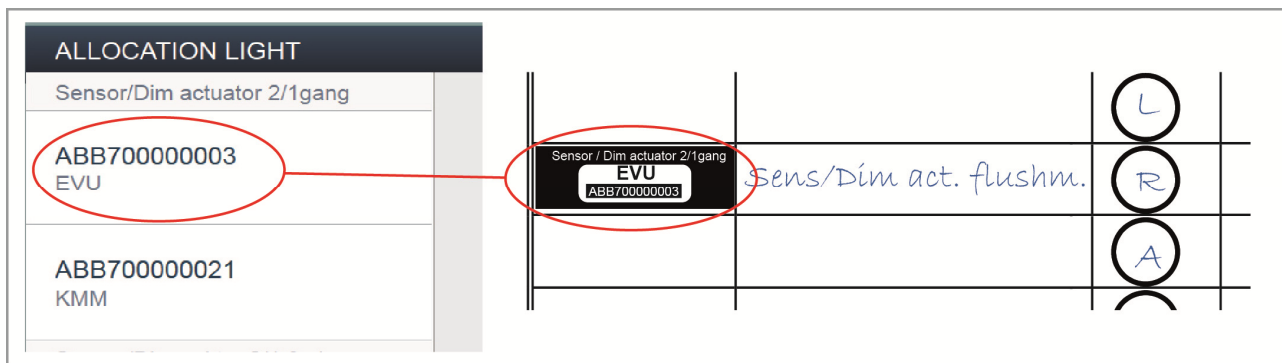 ALLOCATION LIGHT
Sensor/Dim actuator 2/1gang
ABB700000003
EVU
ABB700000021
KMM
L
Sensor / Dim actuator 2/1gang
EVU
ABB700000003
Sens/Dim act. flushm.
R
A